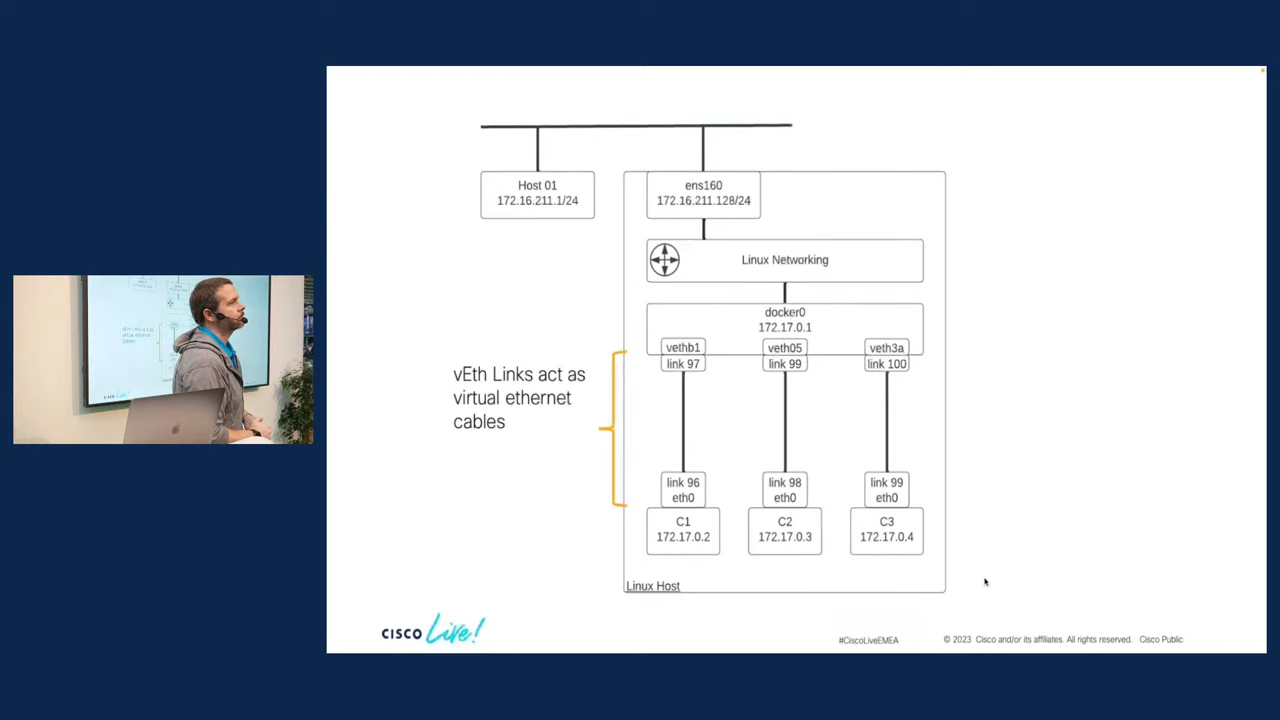 Host 01
172.16.211.1/24
ens160
172.16.211.128/24
Linux Networking
docker0
172.17.0.1
vethb1
veth05
veth3a
link 97
link 99
link 100
vEth Links act as
virtual ethernet
cables
link 96
eth0
link 98
eth0
link 99
eth0
C1
172.17.0.2
C2
172.17.0.3
C3
172.17.0.4
Linux Host
CISCO Live!
#CiscoLiveEMEA
© 2023 Cisco and/or its affiliates. All rights reserved. Cisco Public